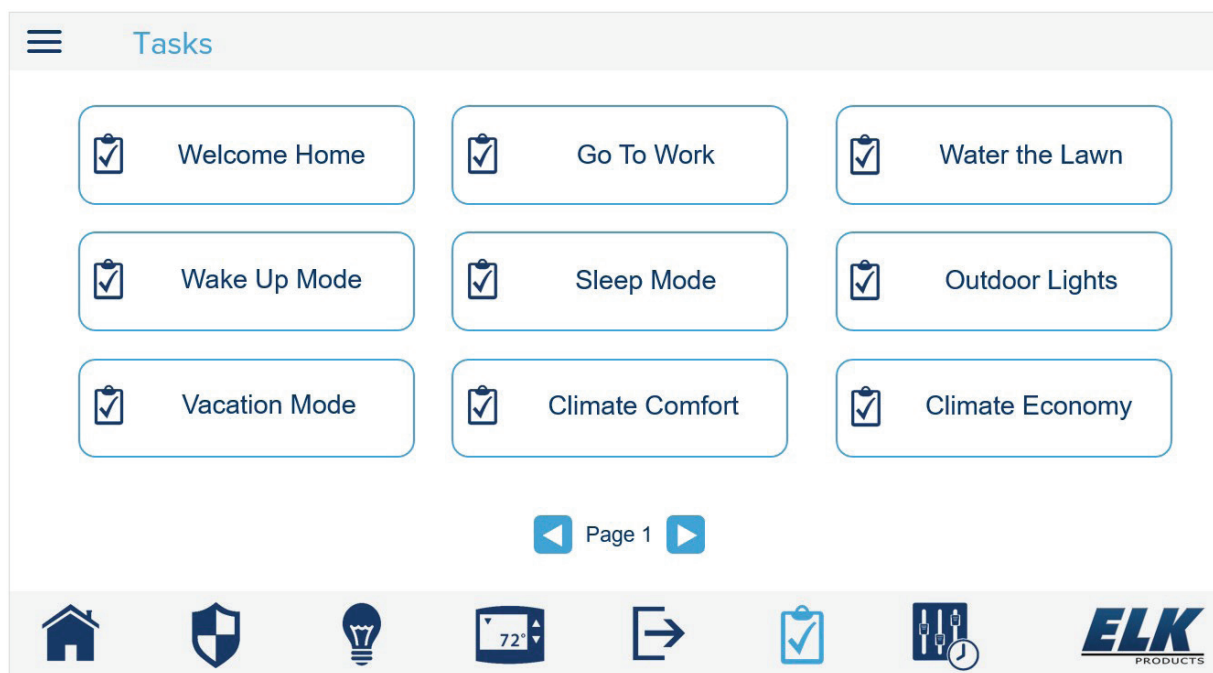 Tasks
Welcome Home
Go To Work
Water the Lawn
Wake Up Mode
Sleep Mode
Outdoor Lights
Vacation Mode
Climate Comfort
Climate Economy
Page 1
72°
ELK
PRODUCTS